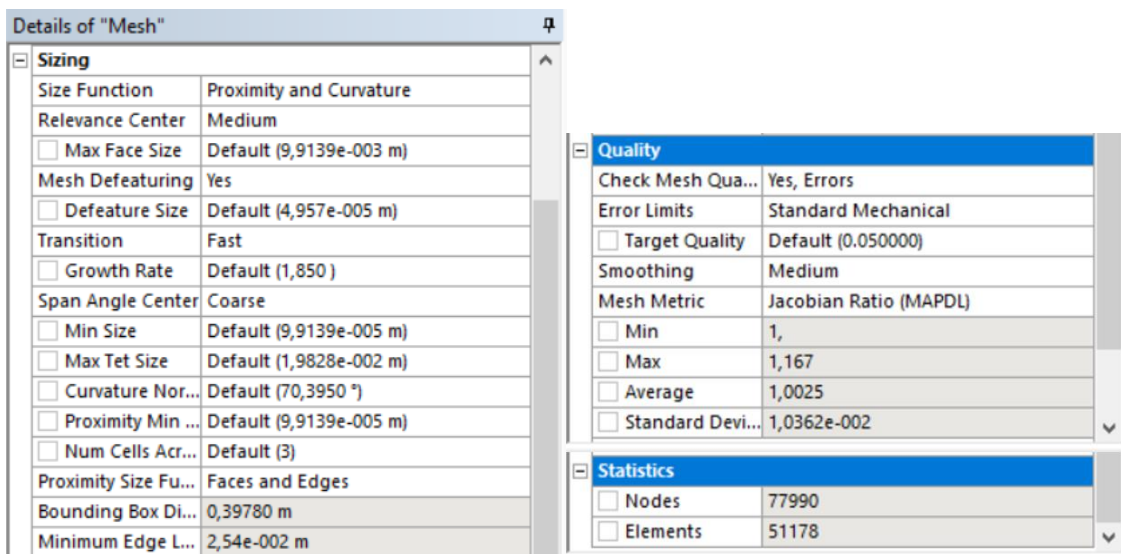 Details of "Mesh"
Sizing
Size Function Proximity and Curvature
Relevance Center Medium
Max Face Size Default (9,9139e-003 m)
Mesh Defeaturing Yes
Defeature Size Default (4,957e-005 m)
Transition Fast
Growth Rate Default (1,850 )
Span Angle Center Coarse
Min Size Default (9,9139e-005 m)
Max Tet Size Default (1,9828e-002 m)
Curvature Nor... Default (70,3950 °)
Proximity Min ... Default (9,9139e-005 m)
Num Cells Acr... Default (3)
Proximity Size Fu... Faces and Edges
Bounding Box Di... 0,39780 m
Minimum Edge L... 2,54e-002 m
Quality
Check Mesh Qua... Yes, Errors
Error Limits Standard Mechanical
Target Quality Default (0.050000)
Smoothing Medium
Mesh Metric Jacobian Ratio (MAPDL)
Min 1,
Max 1,167
Average 1,0025
Standard Devi... 1,0362e-002
Statistics
Nodes 77990
Elements 51178